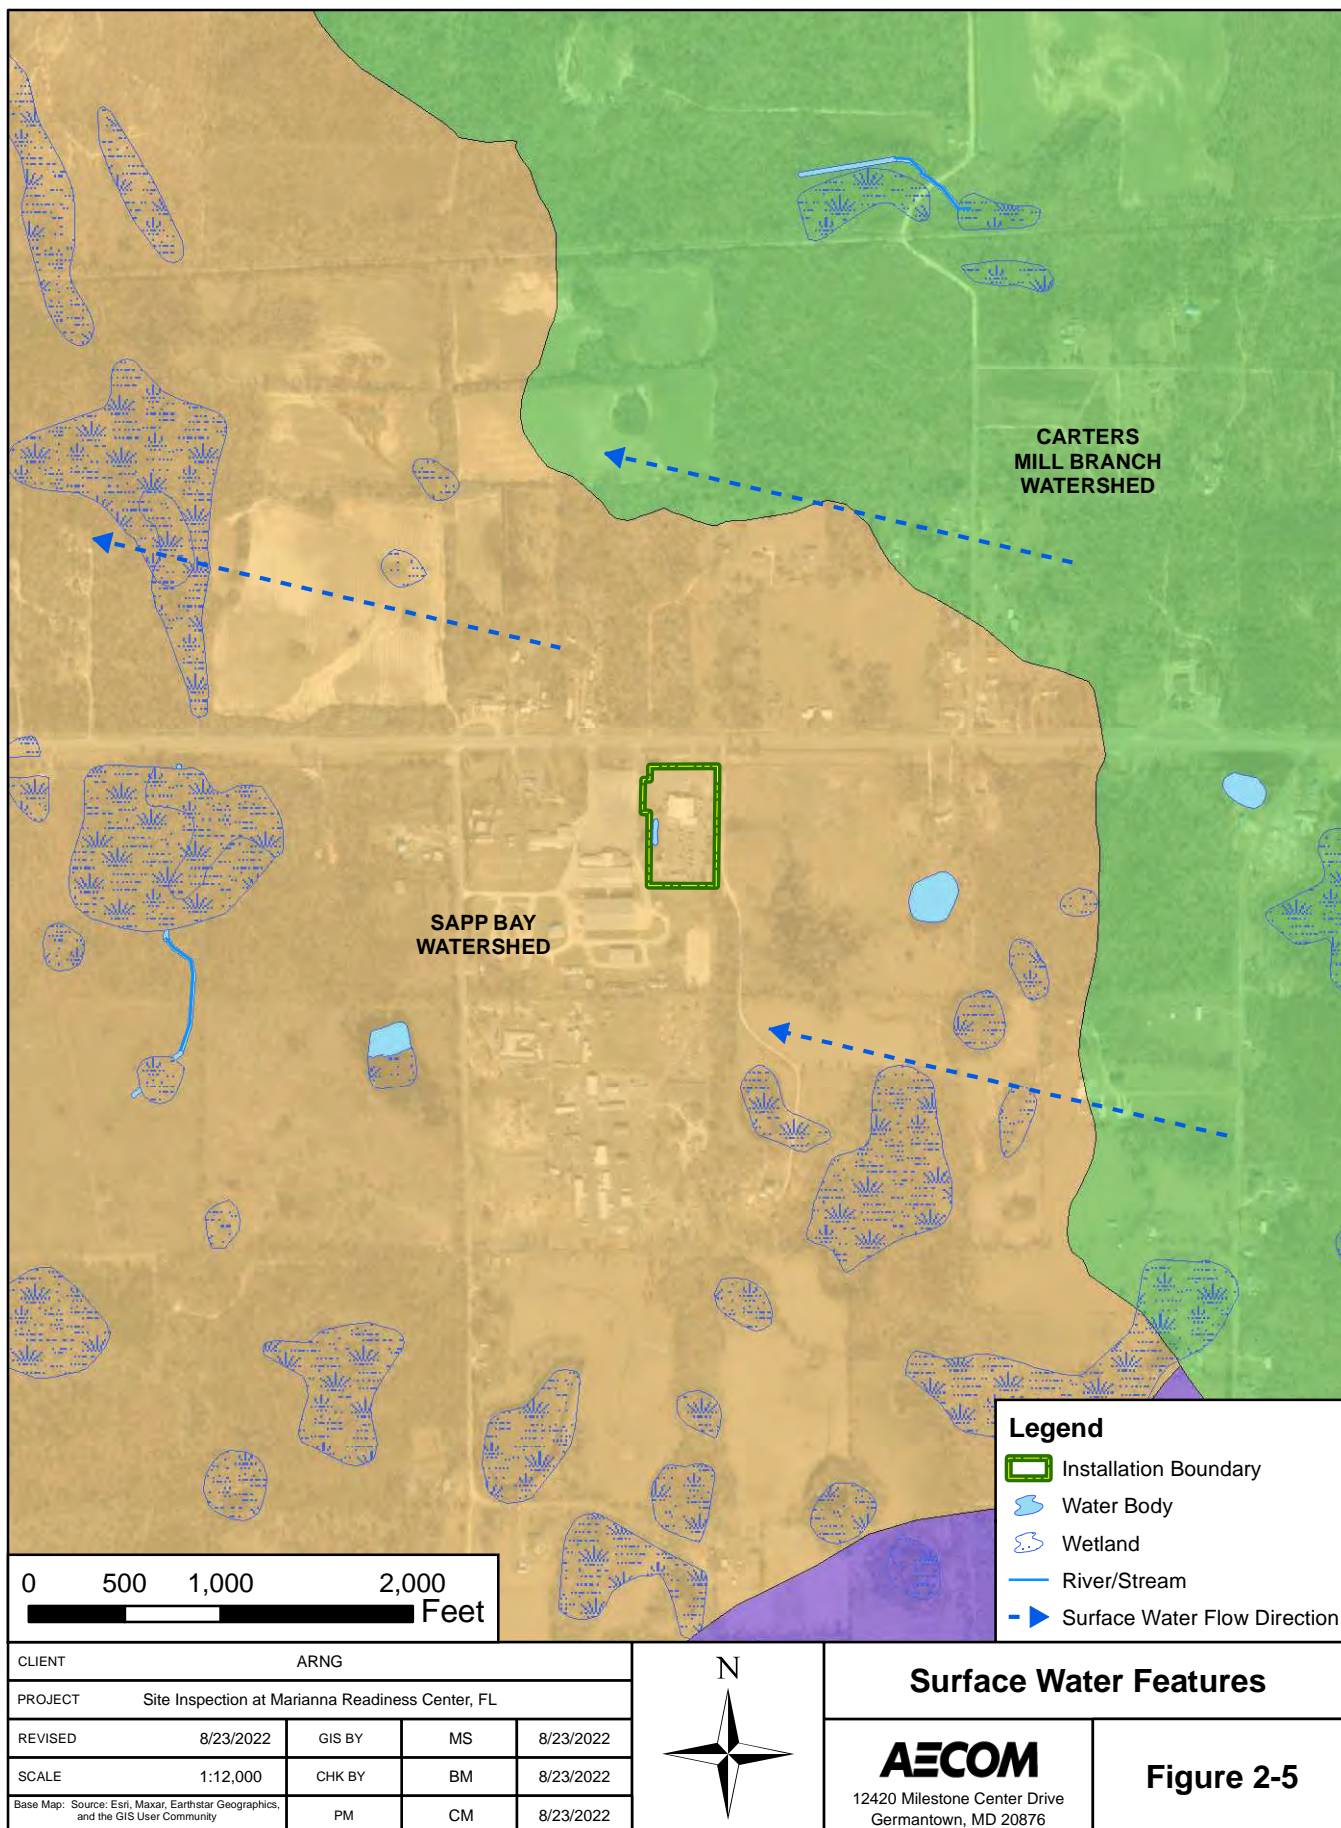 CARTERS
MILL BRANCH
WATERSHED
SAPP BAY
WATERSHED
Legend
Installation Boundary
Water Body
Wetland
River/Stream
Surface Water Flow Direction
0 500 1,000 2,000
Feet
CLIENT ARNG
PROJECT Site Inspection at Marianna Readiness Center, FL
REVISED 8/23/2022 GIS BY MS 8/23/2022
SCALE 1:12,000 CHK BY BM 8/23/2022
Base Map: Source: Esri, Maxar, Earthstar Geographics,
and the GIS User Community
PM CM 8/23/2022
N
Surface Water Features
AECOM
12420 Milestone Center Drive
Germantown, MD 20876
Figure 2-5